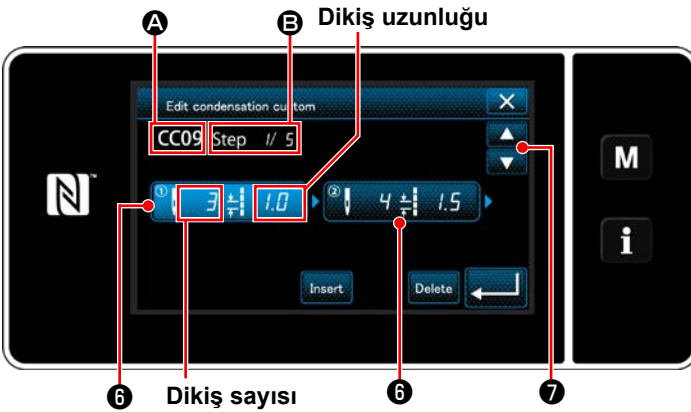 A B Dikiş uzunluğu
Edit condensation custom
CC09 Step 1/ 5
M
N
① 3 1.0 ② 4 1.5
i
Insert Delete
6 Dikiş sayısı 6 7